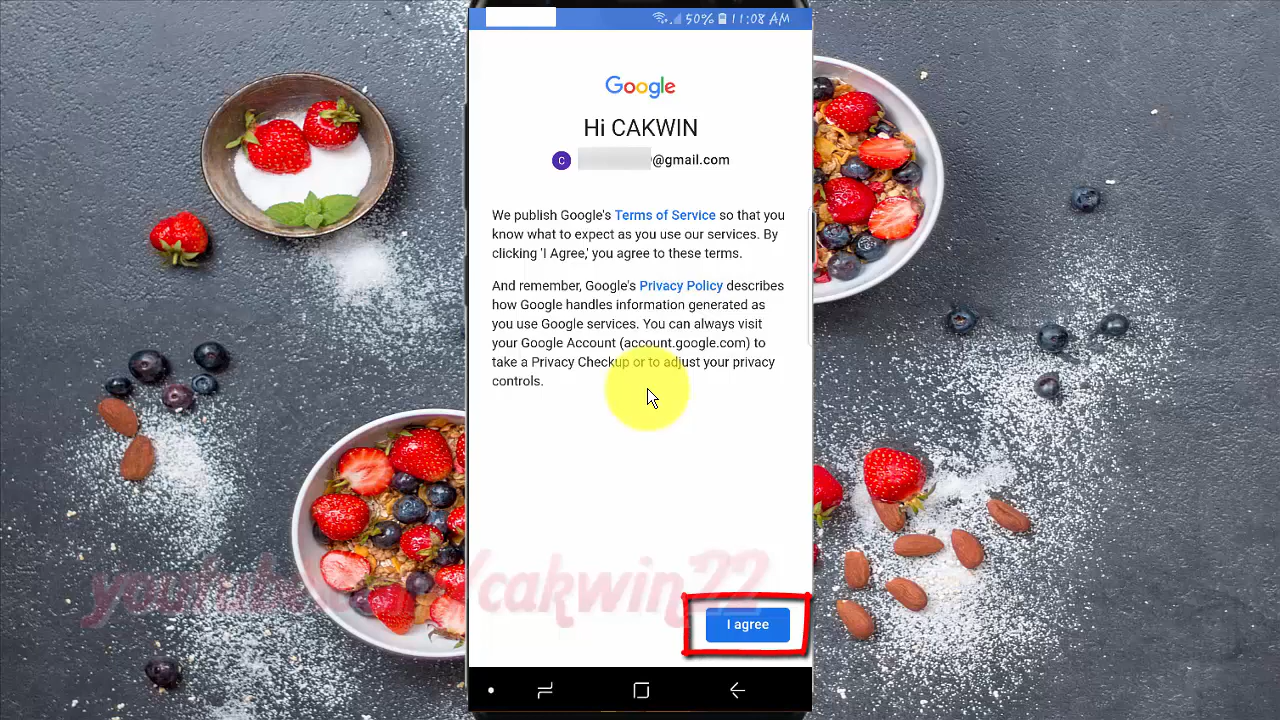 50% 11:08 AM
Google
Hi CAKWIN
C @gmail.com
We publish Google's Terms of Service so that you
know what to expect as you use our services. By
clicking 'I Agree,' you agree to these terms.
And remember, Google's Privacy Policy describes
how Google handles information generated as
you use Google services. You can always visit
your Google Account (account.google.com) to
take a Privacy Checkup or to adjust your privacy
controls.
youtube.com/cakwin22
I agree